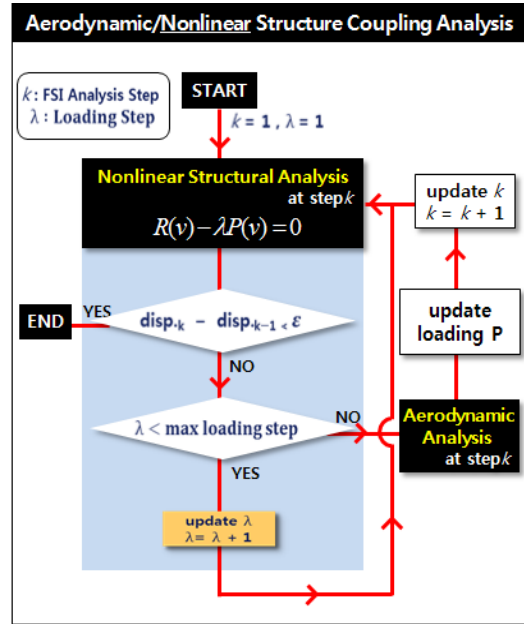 Aerodynamic/Nonlinear Structure Coupling Analysis
k : FSI Analysis Step
λ : Loading Step
START
k = 1 , λ = 1
Nonlinear Structural Analysis
at step k
R(v) − λP(v) = 0
update k
k = k + 1
END
YES
disp.k − disp.k−1 < ε
NO
update
loading P
λ < max loading step
NO
Aerodynamic
Analysis
at step k
YES
update λ
λ= λ + 1